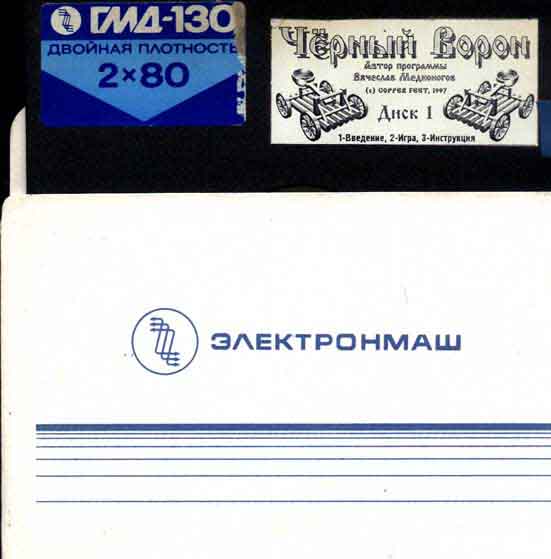 ГМД-130
ДВОЙНАЯ ПЛОТНОСТЬ
2×80
Чёрный Ворон
Автор программы
Вячеслав Медноногов
(c) COPPER FEET, 1997
Диск 1
1-Введение, 2-Игра, 3-Инструкция
ЭЛЕКТРОНМАШ